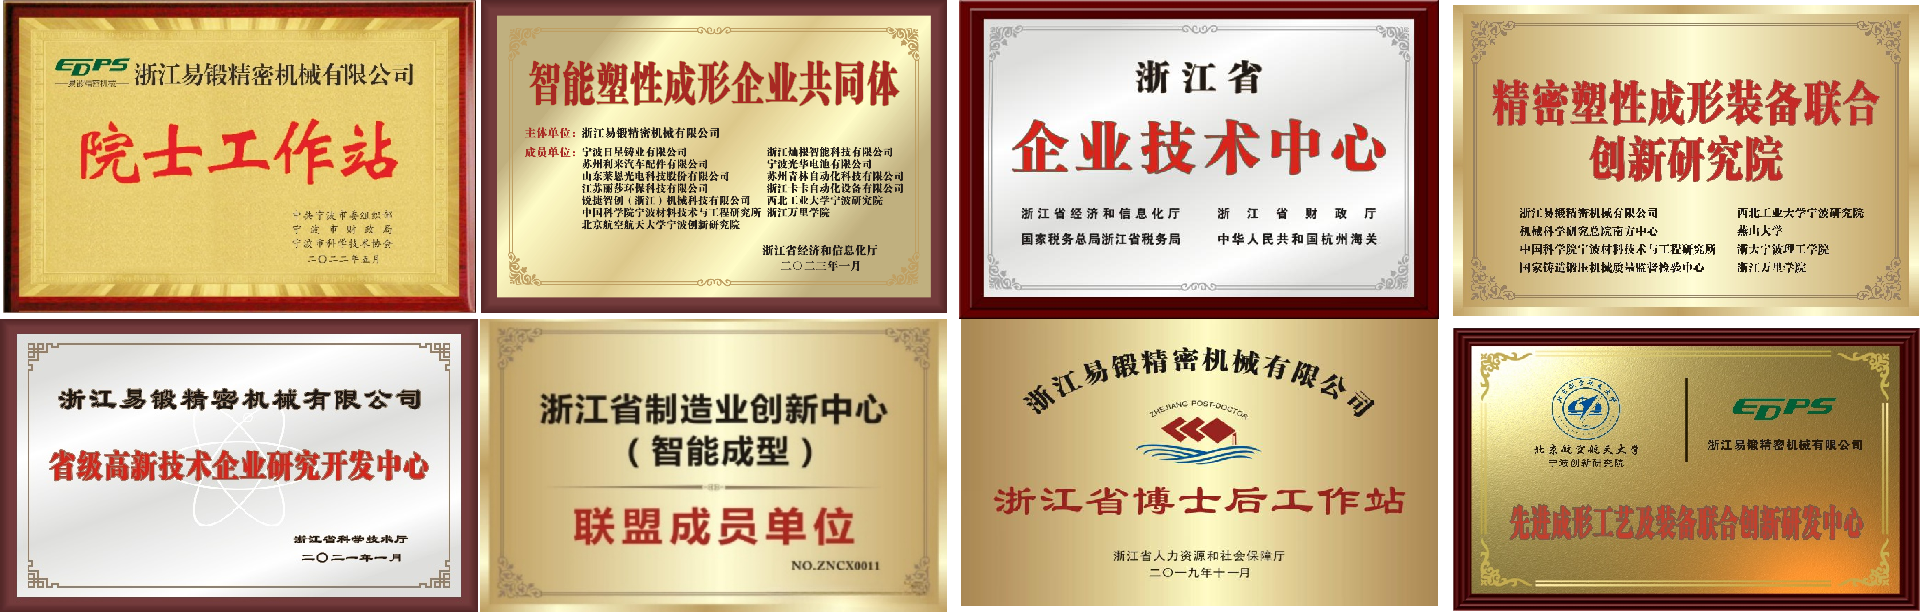 EDPS
易锻精密机械
浙江易锻精密机械有限公司
院士工作站
中共宁波市委组织部
宁波市财政局
宁波市科学技术协会
二〇二二年五月
智能塑性成形企业共同体
主体单位：浙江易锻精密机械有限公司
成员单位：宁波日星铸业有限公司 浙江灿根智能科技有限公司
苏州利来汽车配件有限公司 宁波光华电池有限公司
山东莱恩光电科技股份有限公司 苏州青林自动化科技有限公司
江苏丽莎环保科技有限公司 浙江卡卡自动化设备有限公司
锐捷智创（浙江）机械科技有限公司 西北工业大学宁波研究院
中国科学院宁波材料技术与工程研究所 浙江万里学院
北京航空航天大学宁波创新研究院
浙江省经济和信息化厅
二〇二三年一月
浙江省
企业技术中心
浙江省经济和信息化厅 浙江省财政厅
国家税务总局浙江省税务局 中华人民共和国杭州海关
精密塑性成形装备联合
创新研究院
浙江易锻精密机械有限公司 西北工业大学宁波研究院
机械科学研究总院南方中心 燕山大学
中国科学院宁波材料技术与工程研究所 浙大宁波理工学院
国家铸造锻压机械质量监督检验中心 浙江万里学院
浙江易锻精密机械有限公司
省级高新技术企业研究开发中心
浙江省科学技术厅
二〇二一年一月
浙江省制造业创新中心
（智能成型）
联盟成员单位
NO.ZNCX0011
浙江易锻精密机械有限公司
ZHEJIANG POST-DOCTOR
浙江省博士后工作站
浙江省人力资源和社会保障厅
二〇一九年十一月
北京航空航天大学
宁波创新研究院
EDPS
浙江易锻精密机械有限公司
先进成形工艺及装备联合创新研发中心